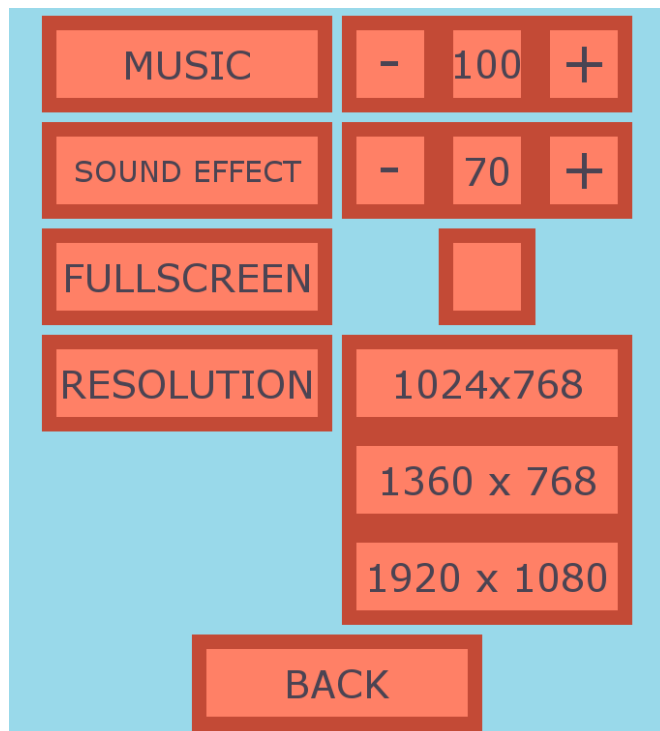 MUSIC - 100 +
SOUND EFFECT - 70 +
FULLSCREEN
RESOLUTION 1024x768
1360 x 768
1920 x 1080
BACK